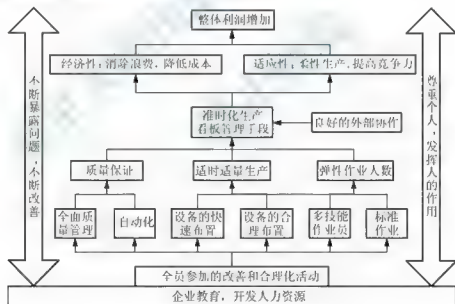 整体利润增加
经济性：消除浪费，降低成本
适应性：柔性生产，提高竞争力
准时化生产
看板管理手段
良好的外部协作
质量保证
适时适量生产
弹性作业人数
全面质
量管理
自动化
设备的快
速布置
设备的合
理布置
多技能
作业员
标准
作业
全员参加的改善和合理化活动
企业教育，开发人力资源
不断暴露问题，不断改善
尊重个人，发挥人的作用